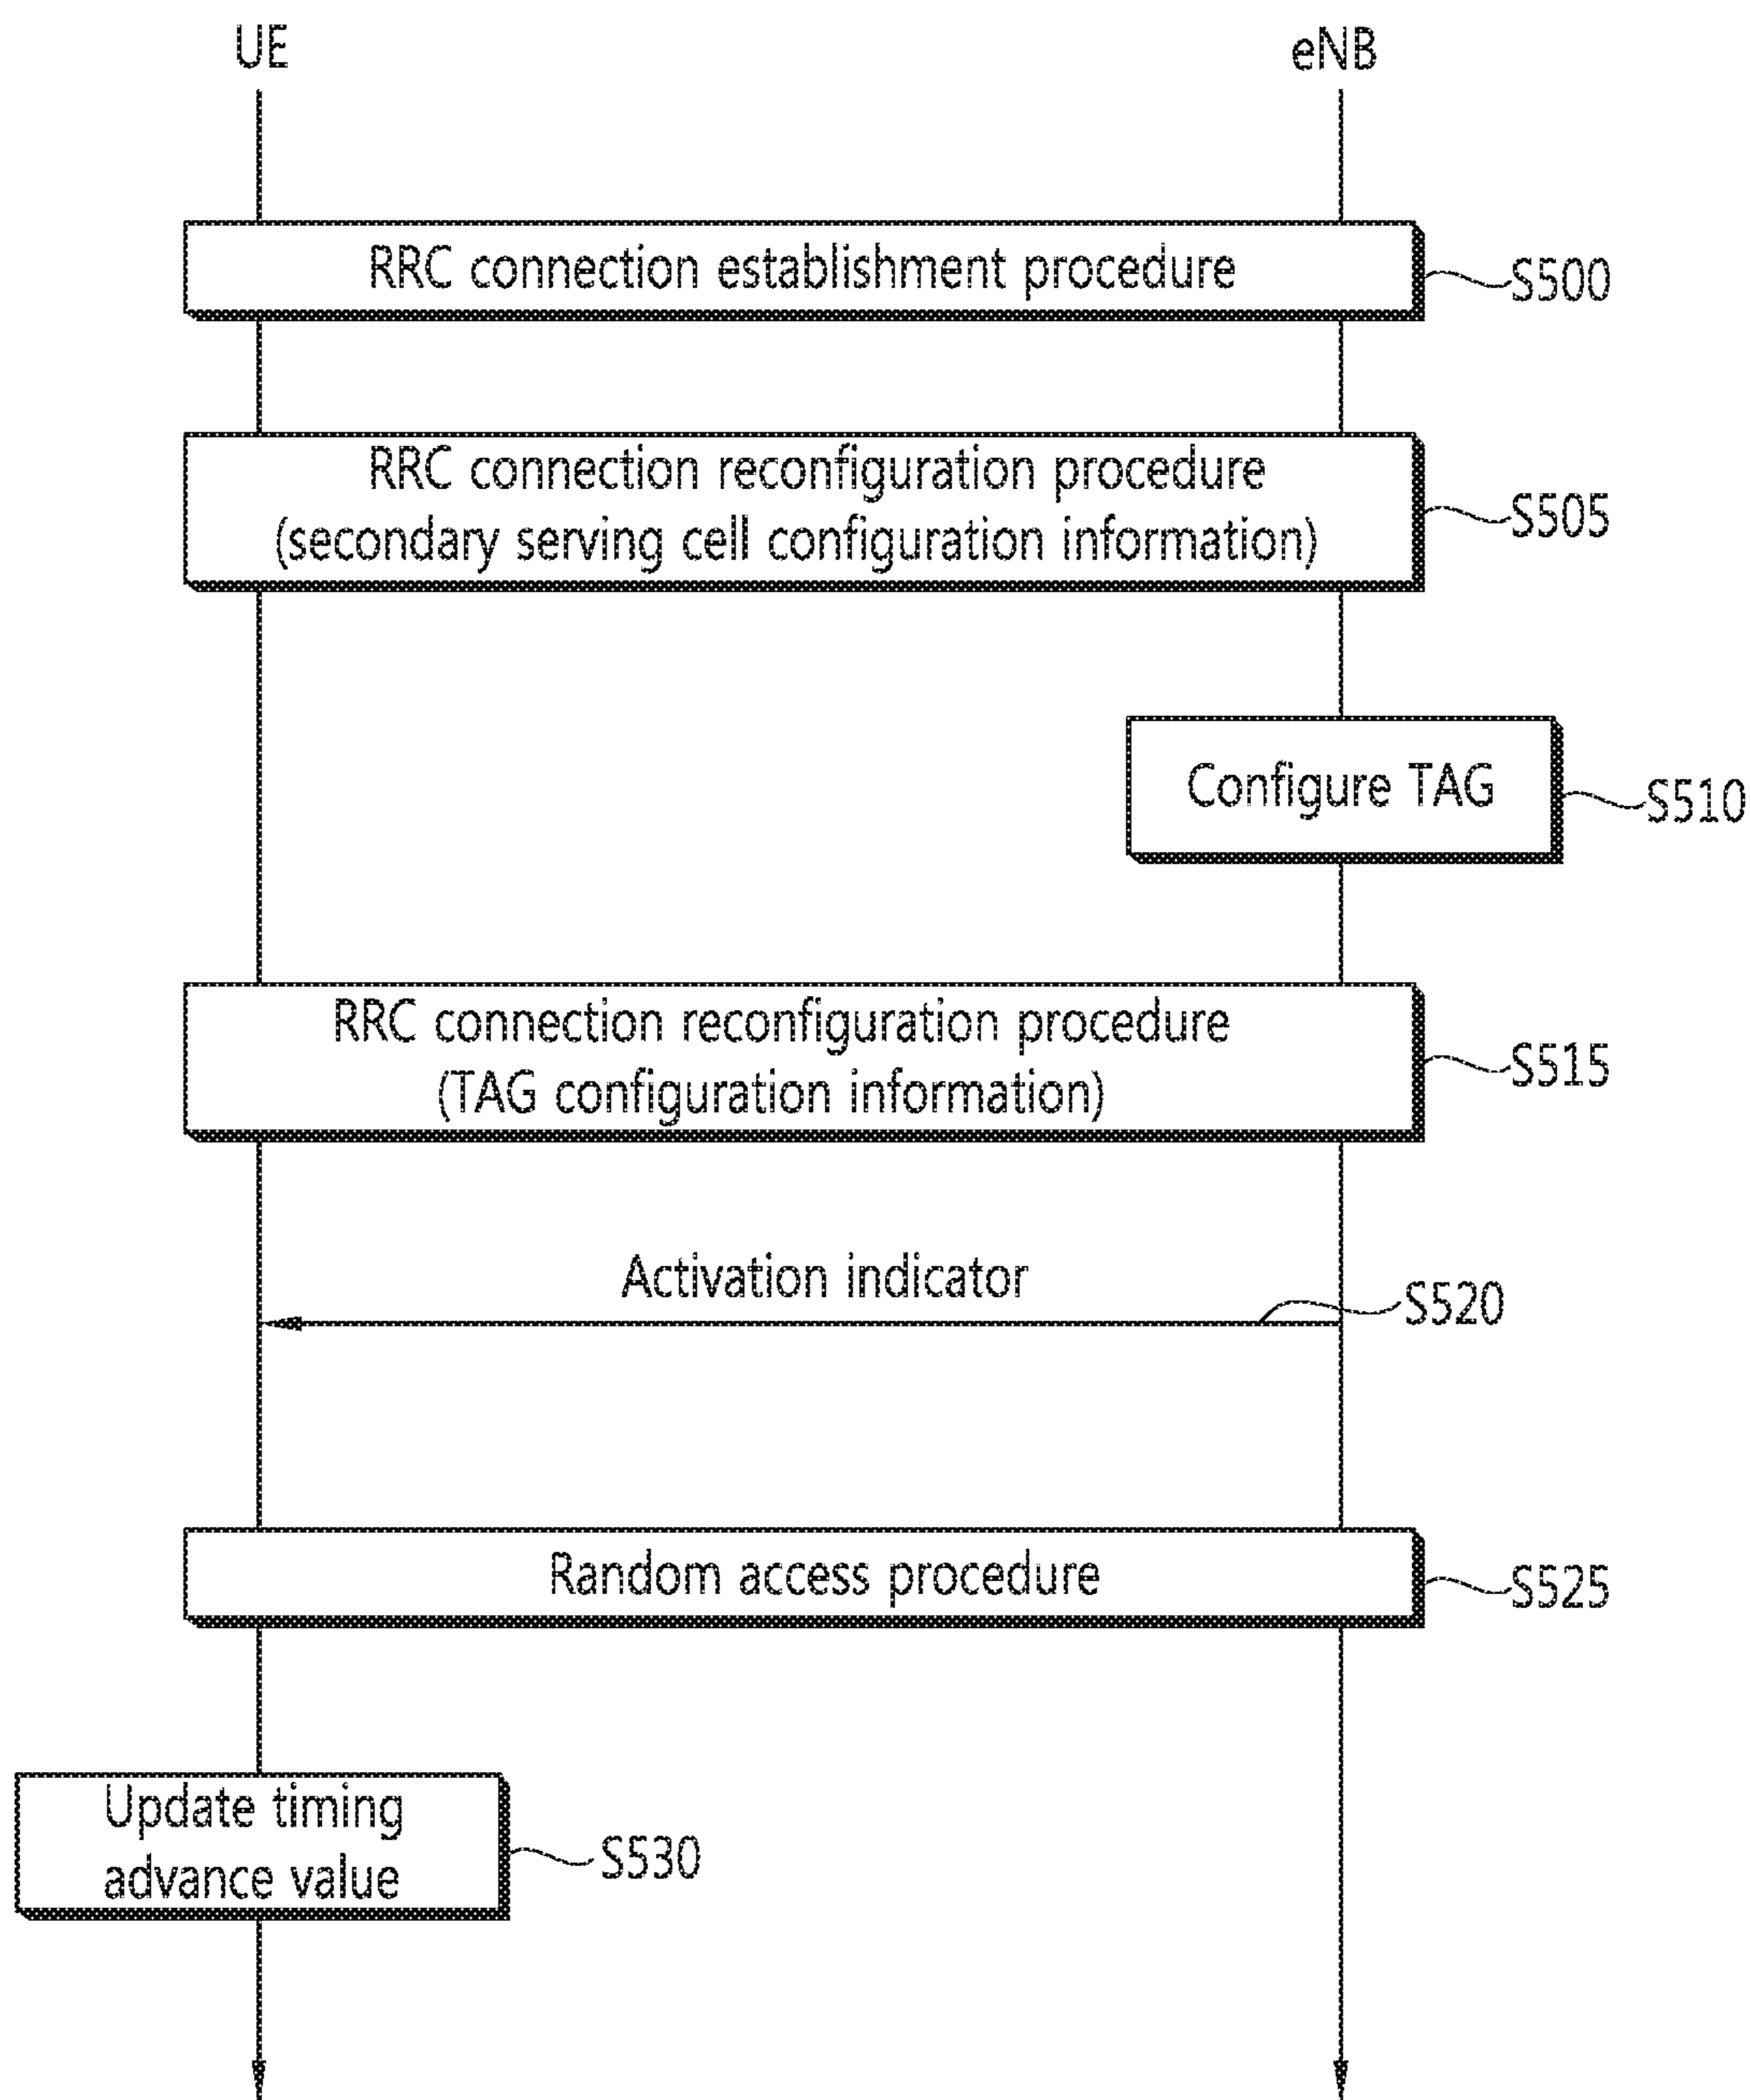 UE
eNB
RRC connection establishment procedure
S500
RRC connection reconfiguration procedure
(secondary serving cell configuration information)
S505
Configure TAG
S510
RRC connection reconfiguration procedure
(TAG configuration information)
S515
Activation indicator
S520
Random access procedure
S525
Update timing
advance value
S530